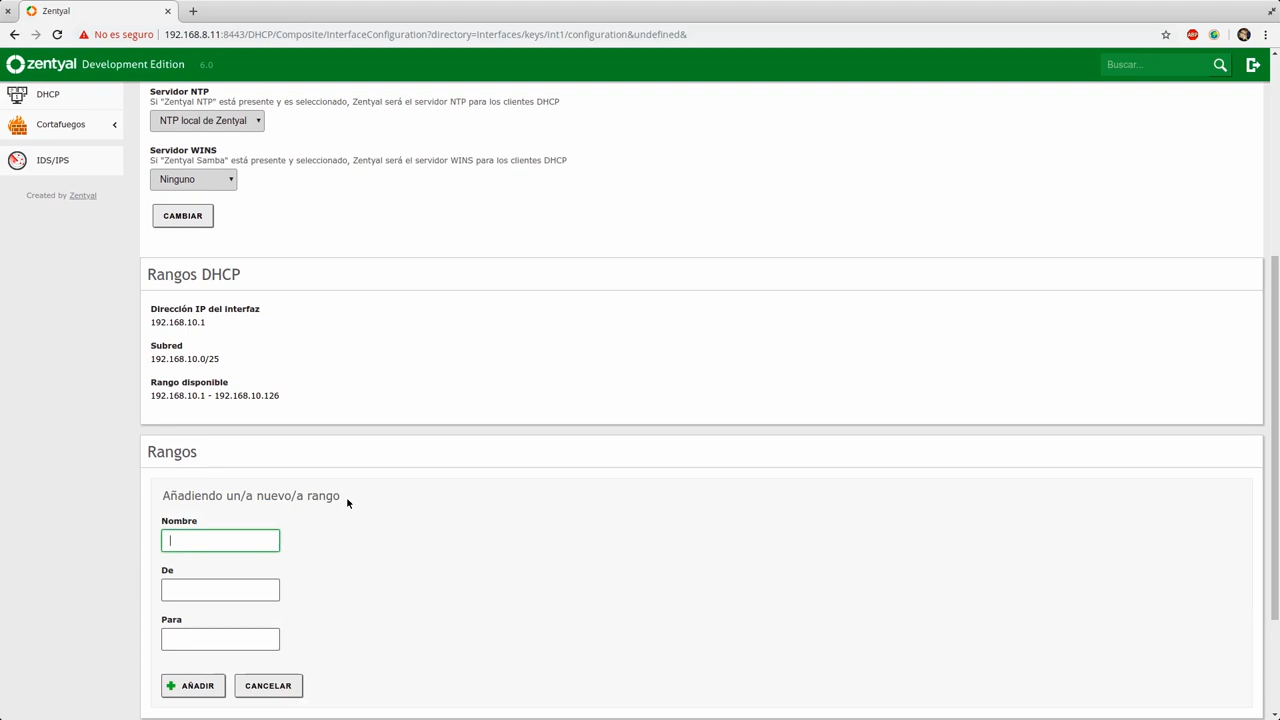 Zentyal
No es seguro
192.168.8.11:8443/DHCP/Composite/InterfaceConfiguration?directory=Interfaces/keys/int1/configuration&undefined&
ABP
zentyal Development Edition 6.0
Buscar...
DHCP
Cortafuegos
IDS/IPS
Created by Zentyal
Servidor NTP
Si "Zentyal NTP" está presente y es seleccionado, Zentyal será el servidor NTP para los clientes DHCP
NTP local de Zentyal
Servidor WINS
Si "Zentyal Samba" está presente y seleccionado, Zentyal será el servidor WINS para los clientes DHCP
Ninguno
CAMBIAR
Rangos DHCP
Dirección IP del interfaz
192.168.10.1
Subred
192.168.10.0/25
Rango disponible
192.168.10.1 - 192.168.10.126
Rangos
Añadiendo un/a nuevo/a rango
Nombre
De
Para
AÑADIR
CANCELAR